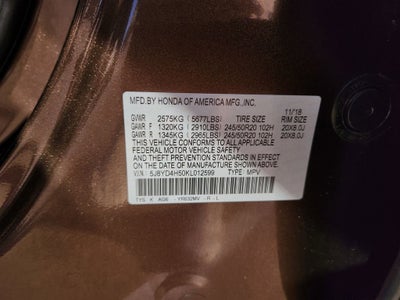 MFD.BY HONDA OF AMERICA MFG.,INC. 11/18
GVWR 2575KG (5677LBS) TIRE SIZE RIM SIZE
GAWR F 1320KG (2910LBS) 245/50R20 102H 20X8.0J
GAWR R 1345KG (2965LBS) 245/50R20 102H 20X8.0J
THIS VEHICLE CONFORMS TO ALL APPLICABLE
FEDERAL MOTOR VEHICLE SAFETY
AND THEFT PREVENTION STANDARDS IN EFFECT
ON THE DATE OF MANUFACTURE SHOWN ABOVE.
V.I.N. 5J8YD4H50KL012599 TYPE: MPV
TYS K YR632MV - R - L